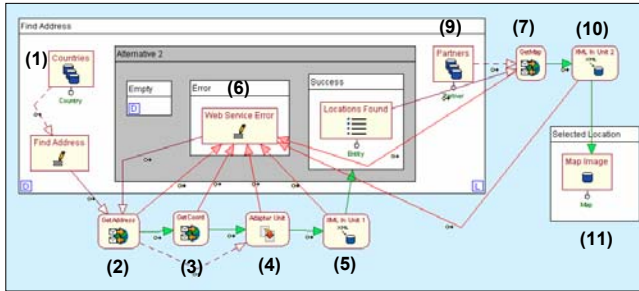 Find Address
(9)
(7)
(10)
(1)
Countries
Country
Alternative 2
Partners
Partner
GetMap
XML In Unit 2
Empty
D
Error
(6)
Web Service Error
Success
Locations Found
Entity
Find Address
Selected Location
Map Image
Map
D
L
GetAddress
GetCoord
Adapter Unit
XML In Unit 1
(2)
(3)
(4)
(5)
(11)